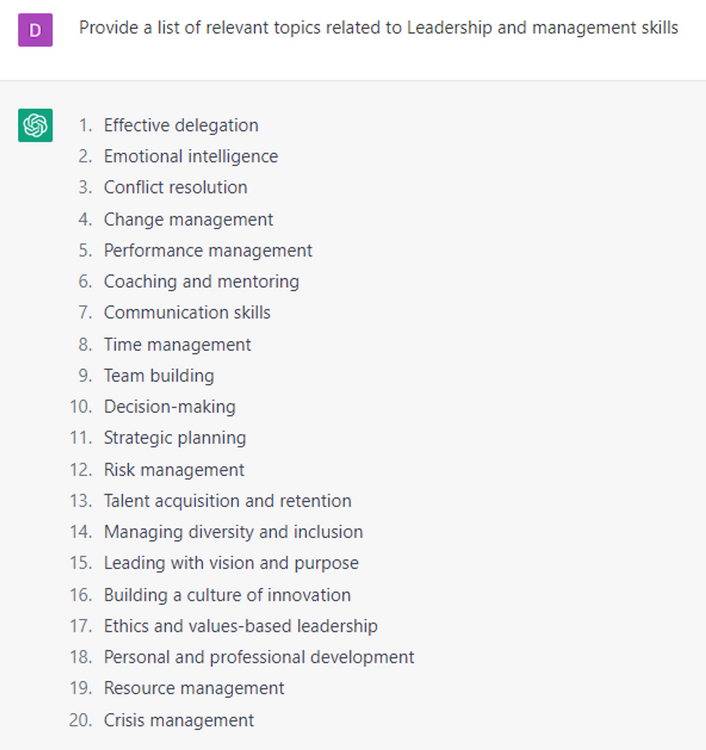 D
Provide a list of relevant topics related to Leadership and management skills
1. Effective delegation
2. Emotional intelligence
3. Conflict resolution
4. Change management
5. Performance management
6. Coaching and mentoring
7. Communication skills
8. Time management
9. Team building
10. Decision-making
11. Strategic planning
12. Risk management
13. Talent acquisition and retention
14. Managing diversity and inclusion
15. Leading with vision and purpose
16. Building a culture of innovation
17. Ethics and values-based leadership
18. Personal and professional development
19. Resource management
20. Crisis management